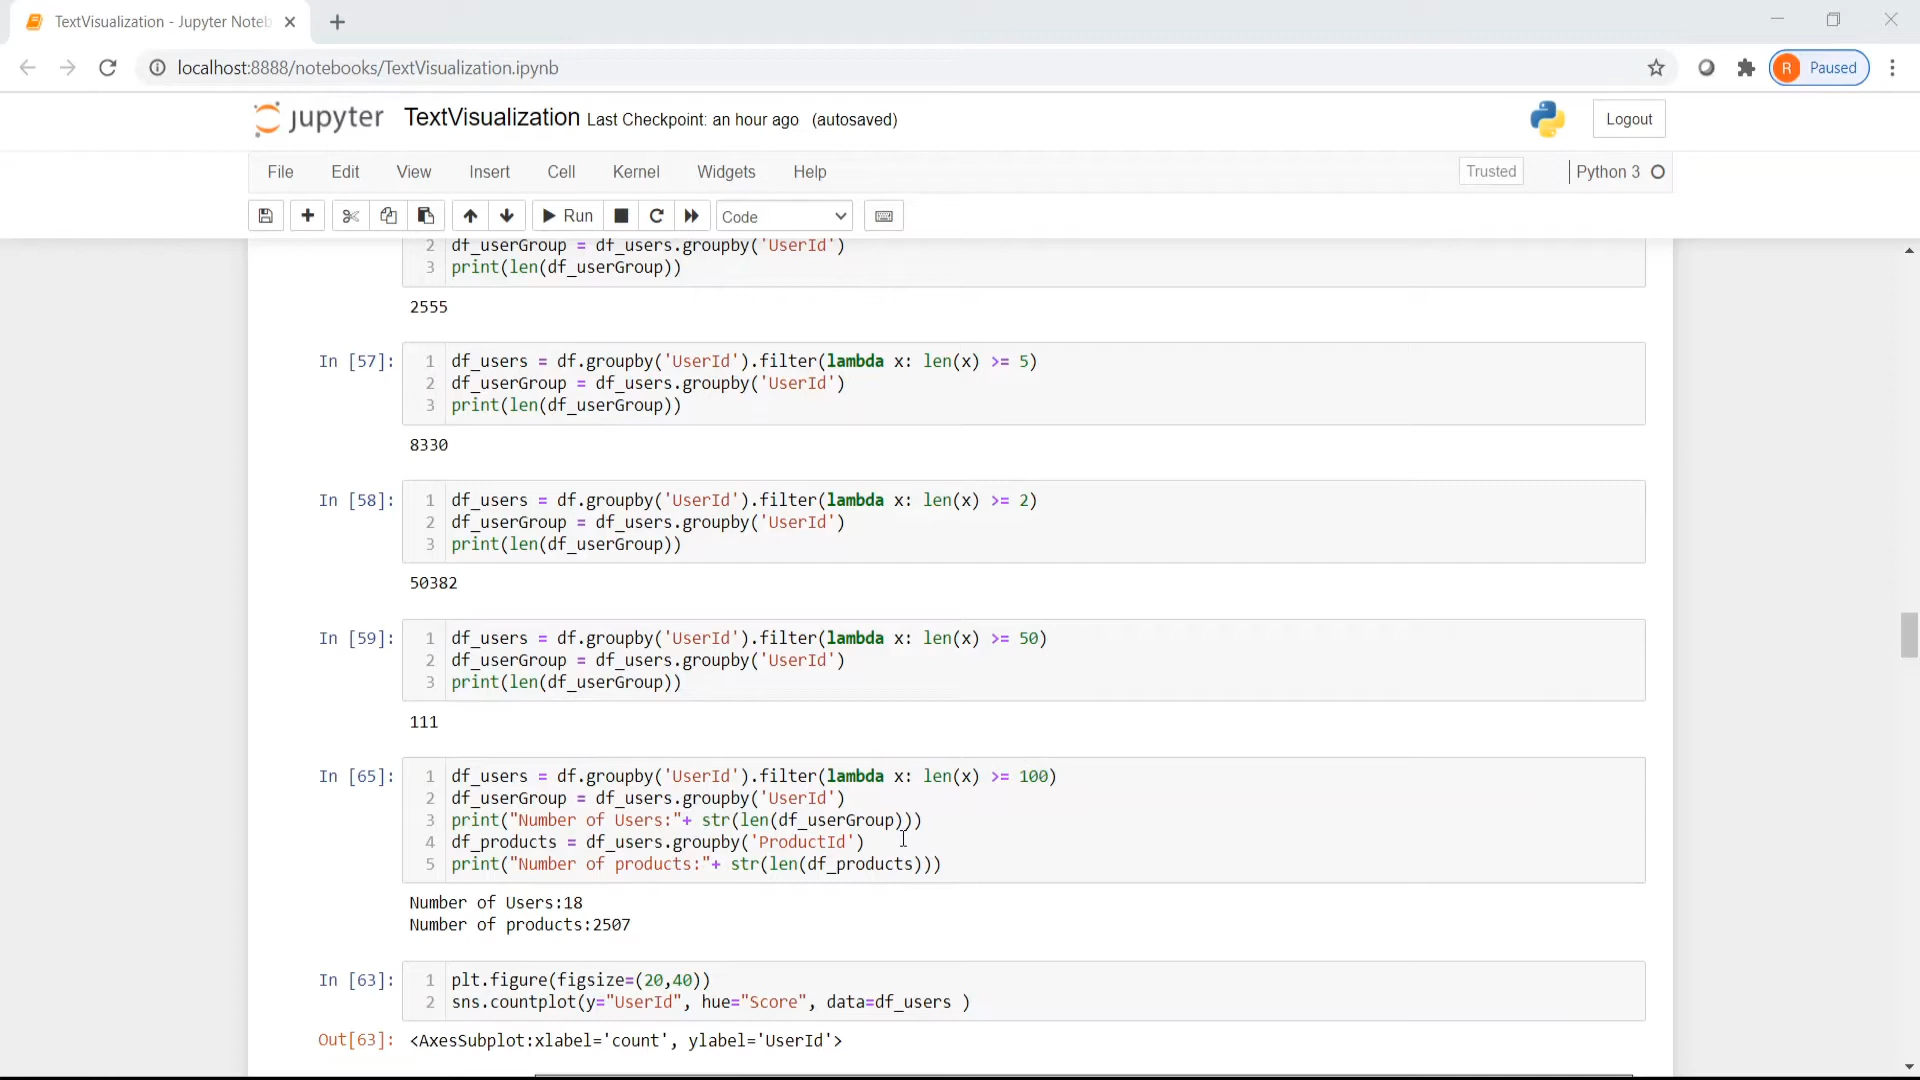 TextVisualization - Jupyter Noteb
localhost:8888/notebooks/TextVisualization.ipynb
R Paused
jupyter TextVisualization Last Checkpoint: an hour ago (autosaved)
Logout
File Edit View Insert Cell Kernel Widgets Help
Trusted Python 3
Run Code
2 df_userGroup = df_users.groupby('UserId')
3 print(len(df_userGroup))
2555
In [57]: 1 df_users = df.groupby('UserId').filter(lambda x: len(x) >= 5)
2 df_userGroup = df_users.groupby('UserId')
3 print(len(df_userGroup))
8330
In [58]: 1 df_users = df.groupby('UserId').filter(lambda x: len(x) >= 2)
2 df_userGroup = df_users.groupby('UserId')
3 print(len(df_userGroup))
50382
In [59]: 1 df_users = df.groupby('UserId').filter(lambda x: len(x) >= 50)
2 df_userGroup = df_users.groupby('UserId')
3 print(len(df_userGroup))
111
In [65]: 1 df_users = df.groupby('UserId').filter(lambda x: len(x) >= 100)
2 df_userGroup = df_users.groupby('UserId')
3 print("Number of Users:"+ str(len(df_userGroup)))
4 df_products = df_users.groupby('ProductId')
5 print("Number of products:"+ str(len(df_products)))
Number of Users:18
Number of products:2507
In [63]: 1 plt.figure(figsize=(20,40))
2 sns.countplot(y="UserId", hue="Score", data=df_users )
Out[63]: <AxesSubplot:xlabel='count', ylabel='UserId'>